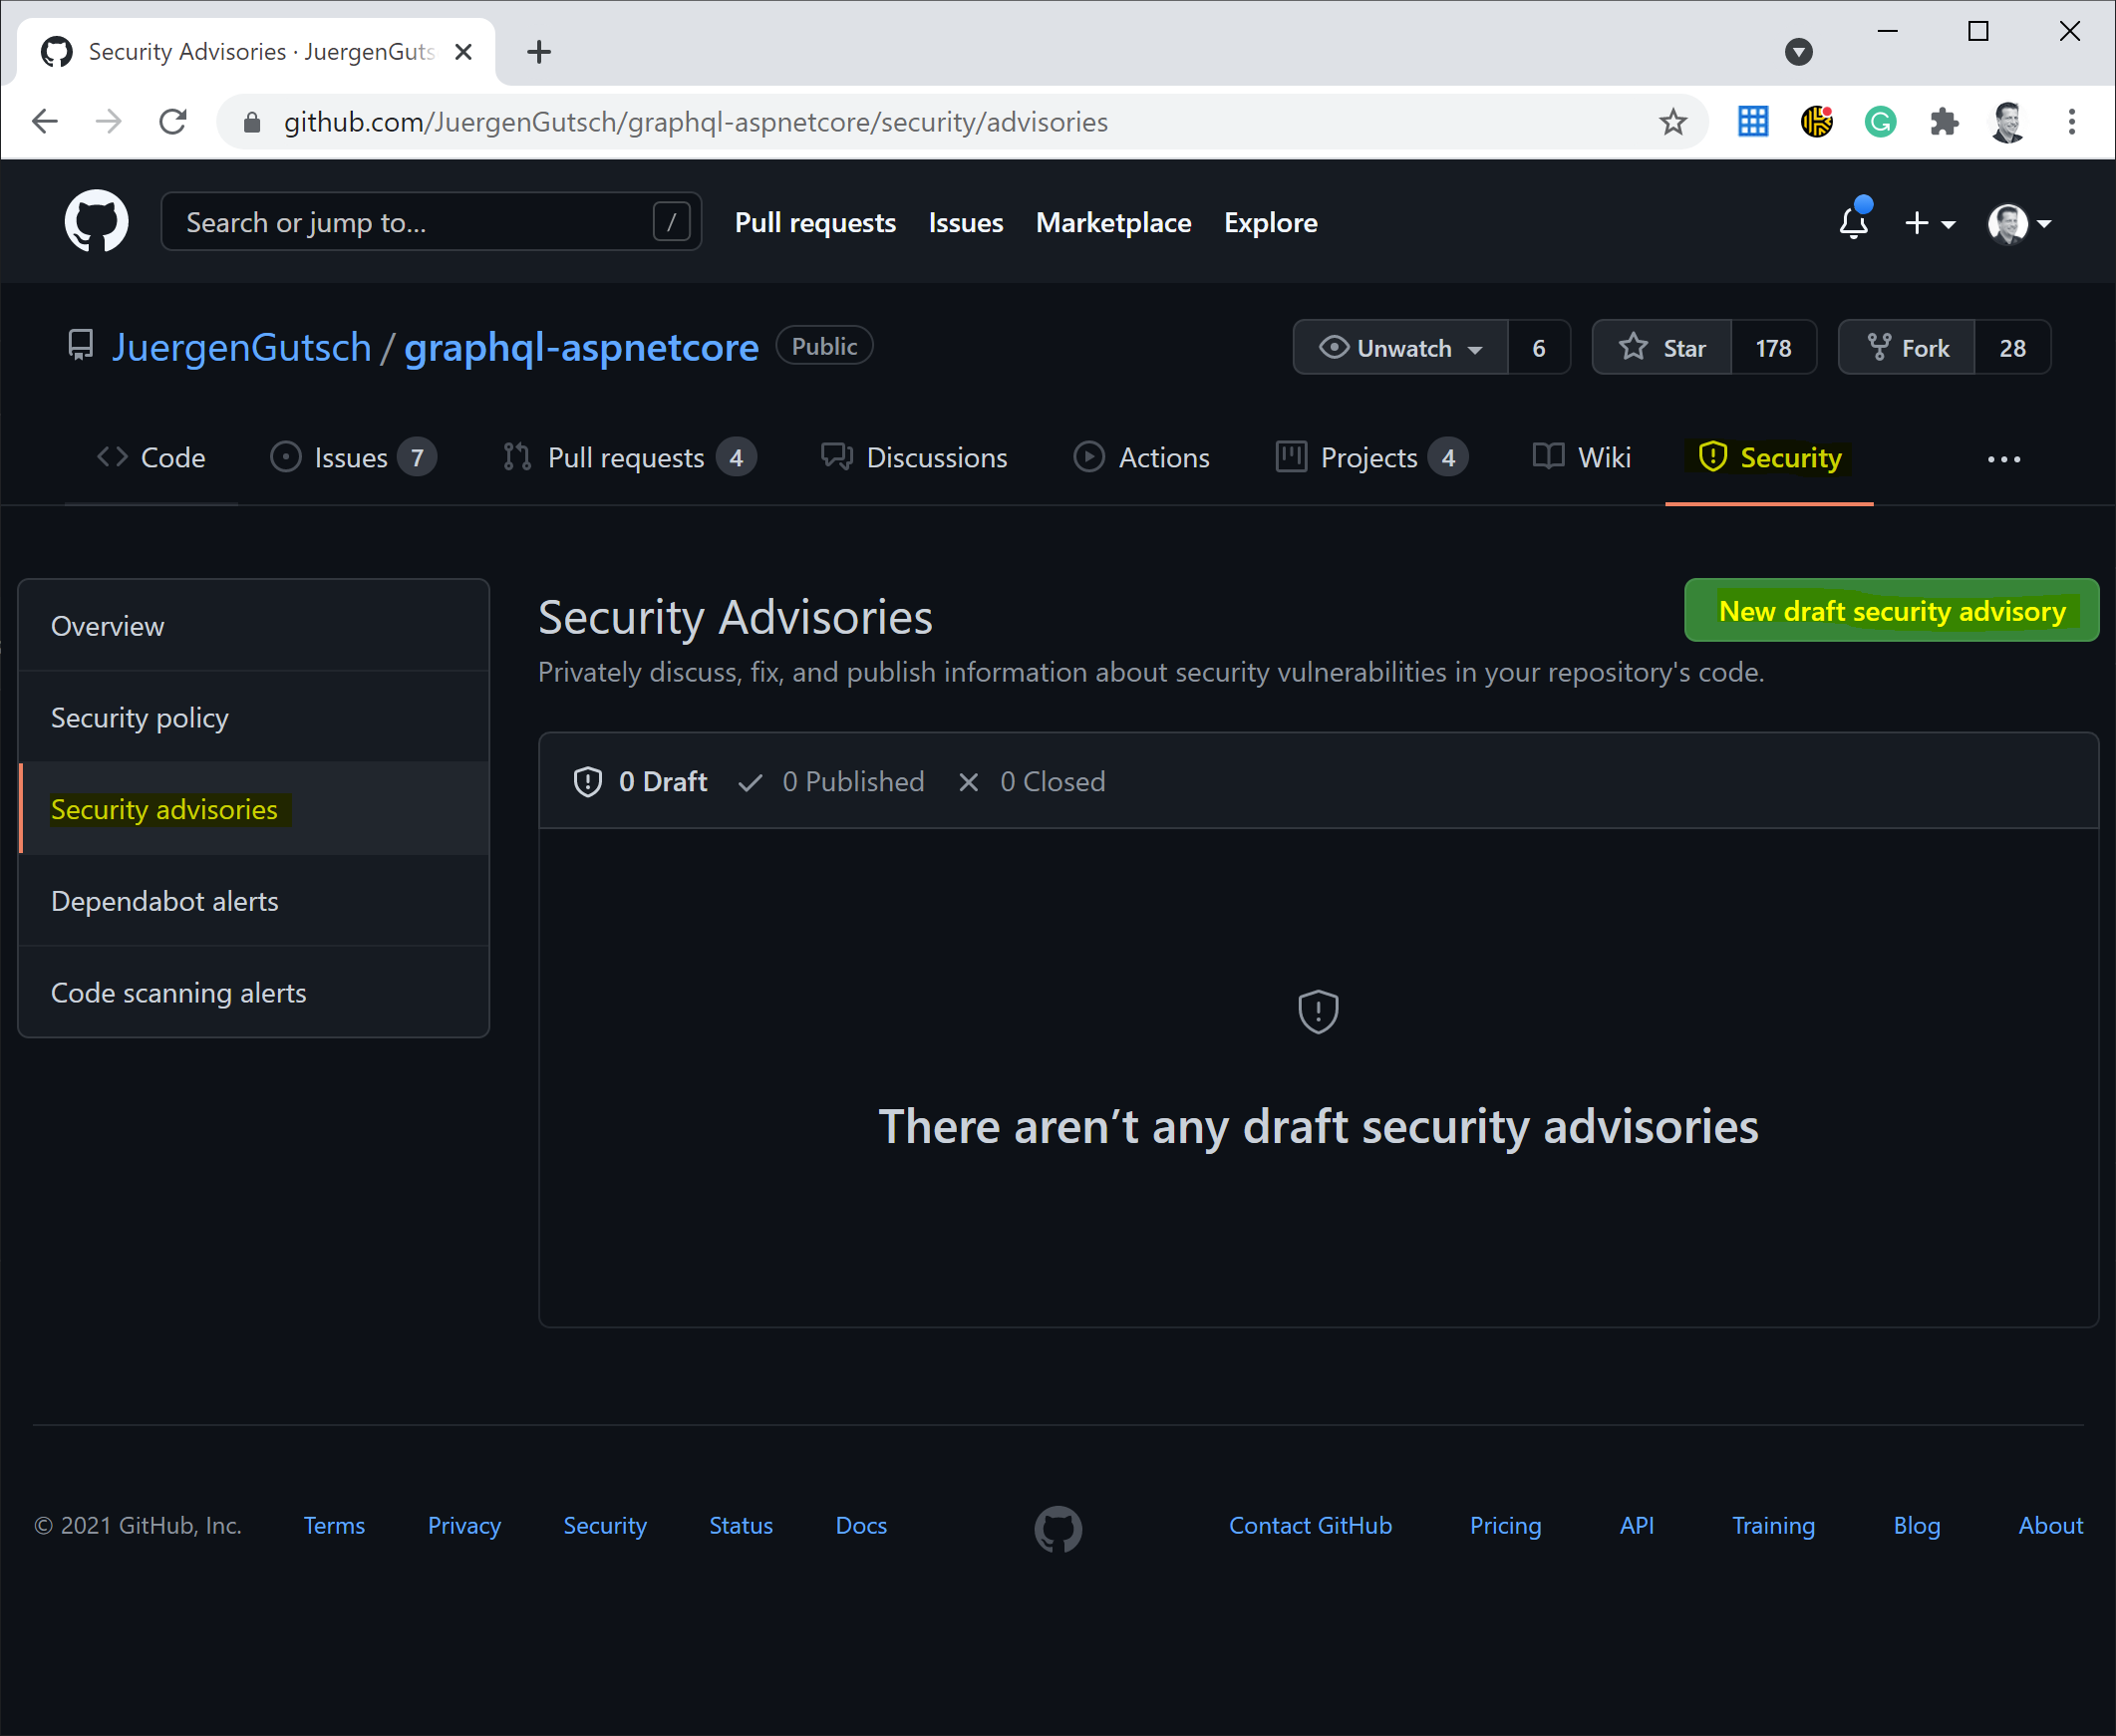 Security Advisories · JuergenGuts
github.com/JuergenGutsch/graphql-aspnetcore/security/advisories
Search or jump to... / Pull requests Issues Marketplace Explore
JuergenGutsch / graphql-aspnetcore Public Unwatch 6 Star 178 Fork 28
Code Issues 7 Pull requests 4 Discussions Actions Projects 4 Wiki Security
Overview
Security policy
Security advisories
Dependabot alerts
Code scanning alerts
Security Advisories
New draft security advisory
Privately discuss, fix, and publish information about security vulnerabilities in your repository's code.
0 Draft 0 Published 0 Closed
There aren’t any draft security advisories
© 2021 GitHub, Inc. Terms Privacy Security Status Docs Contact GitHub Pricing API Training Blog About